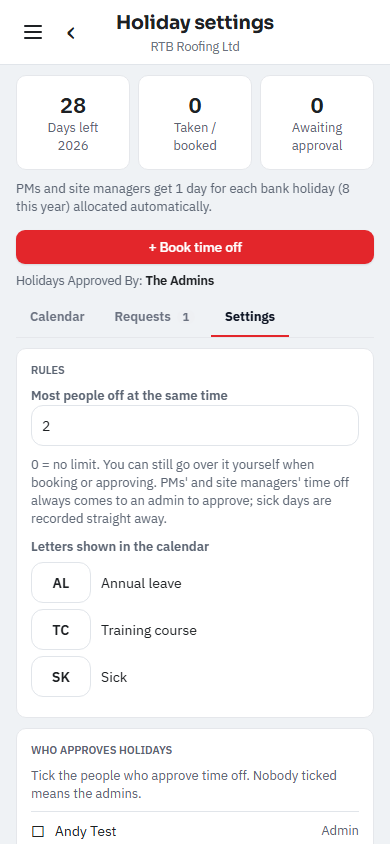 Holiday settings
RTB Roofing Ltd
28
Days left
2026
0
Taken /
booked
0
Awaiting
approval
PMs and site managers get 1 day for each bank holiday (8
this year) allocated automatically.
+ Book time off
Holidays Approved By: The Admins
Calendar Requests 1 Settings
RULES
Most people off at the same time
2
0 = no limit. You can still go over it yourself when
booking or approving. PMs' and site managers' time off
always comes to an admin to approve; sick days are
recorded straight away.
Letters shown in the calendar
AL Annual leave
TC Training course
SK Sick
WHO APPROVES HOLIDAYS
Tick the people who approve time off. Nobody ticked
means the admins.
Andy Test Admin